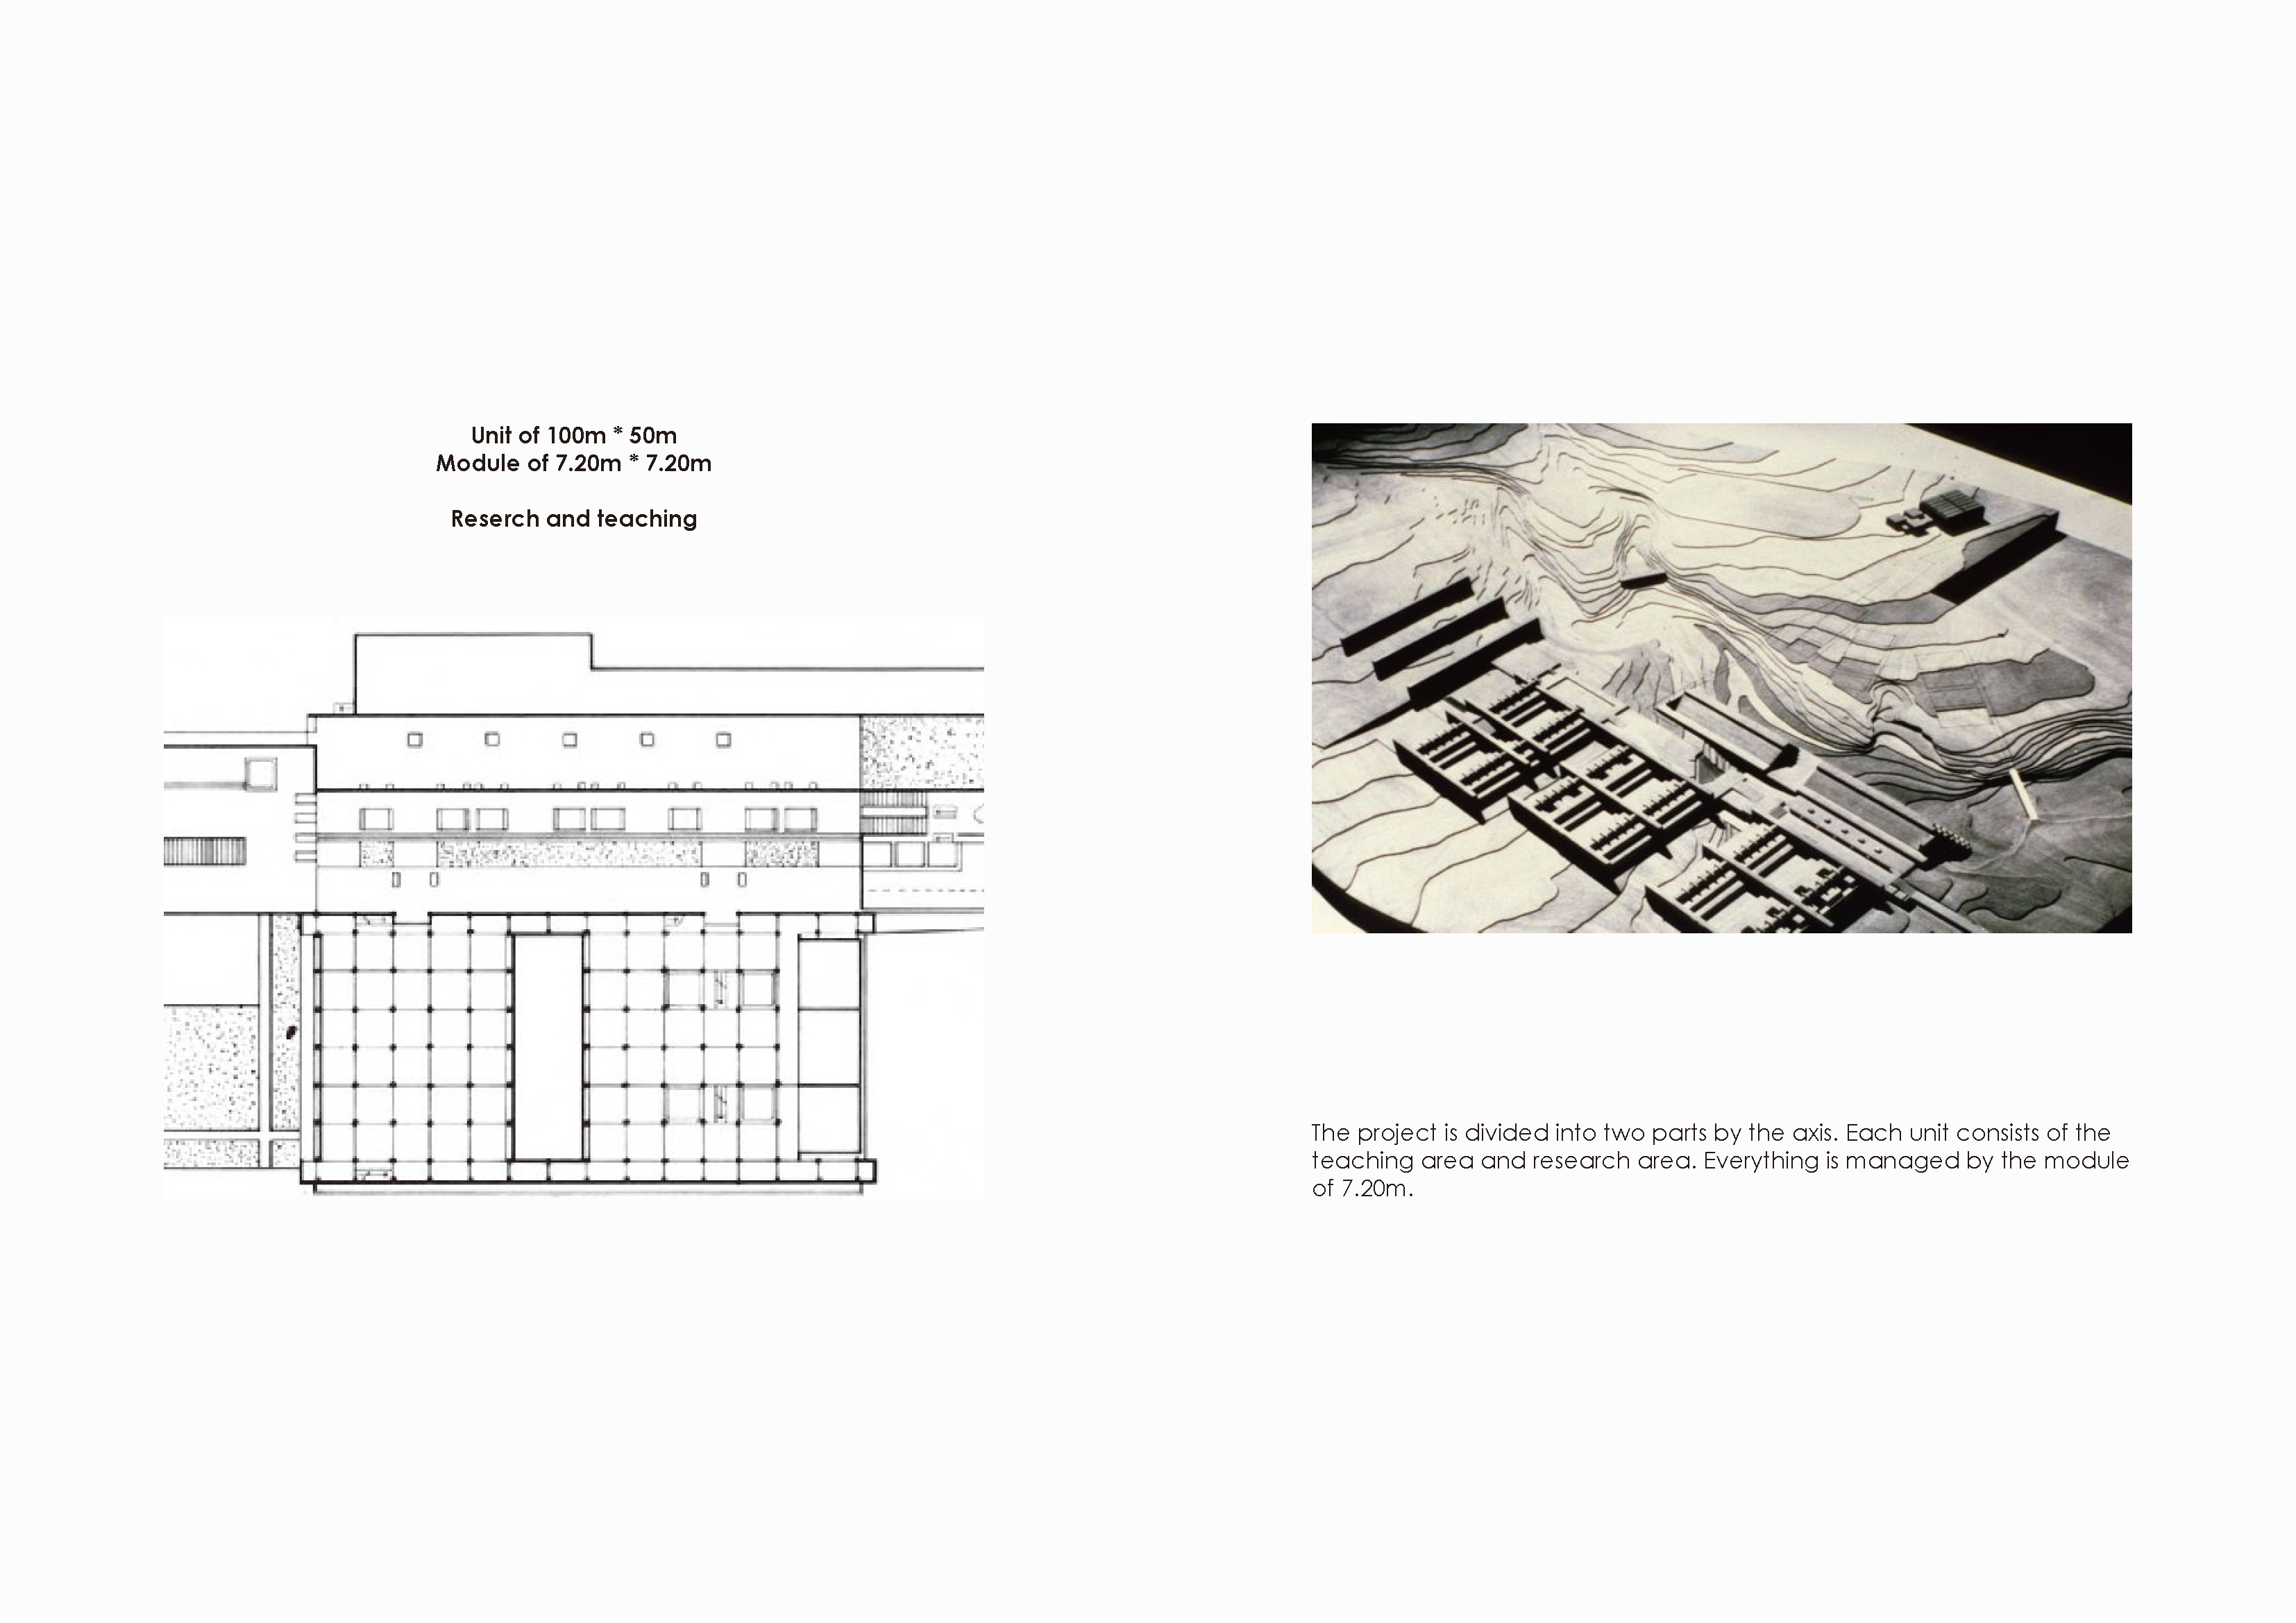 Unit of 100m * 50m
Module of 7.20m * 7.20m
Reserch and teaching
The project is divided into two parts by the axis. Each unit consists of the
teaching area and research area. Everything is managed by the module
of 7.20m.